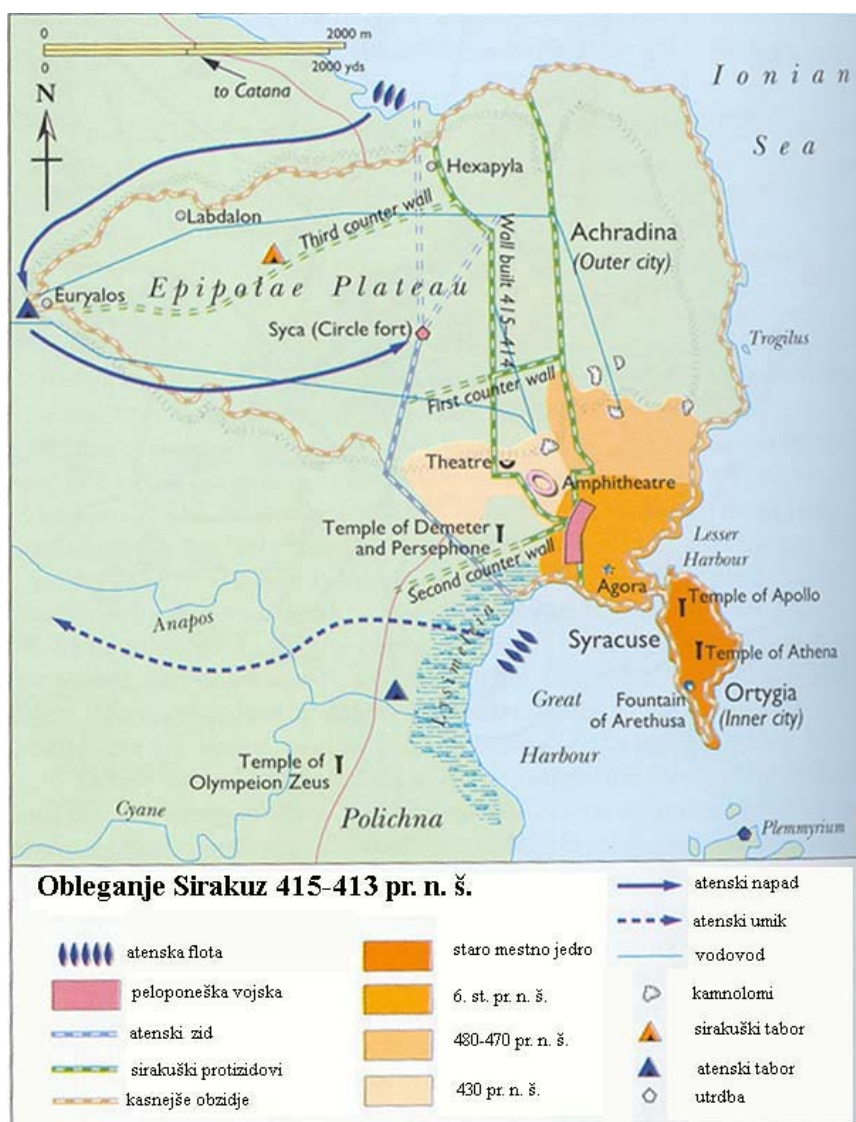 0 2000 m
0 2000 yds
to Catana
N
Ionian
Sea
Hexapyla
Labdalon
Third counter wall
Wall built 415–414
Achradina
(Outer city)
Epipolae Plateau
Euryalos
Syca (Circle fort)
Trogilus
First counter wall
Theatre
Amphitheatre
Temple of Demeter
and Persephone
Second counter wall
Lesser
Harbour
Agora
Temple of Apollo
Anapos
Lysimeleia
Syracuse
Temple of Athena
Great
Harbour
Fountain
of Arethusa
Ortygia
(Inner city)
Temple of
Olympeion Zeus
Cyane
Polichna
Plemmyrium
Obleganje Sirakuz 415-413 pr. n. š.
atenska flota
peloponeška vojska
atenski zid
sirakuški protizidovi
kasnejše obzidje
staro mestno jedro
6. st. pr. n. š.
480-470 pr. n. š.
430 pr. n. š.
atenski napad
atenski umik
vodovod
kamnolomi
sirakuški tabor
atenski tabor
utrdba